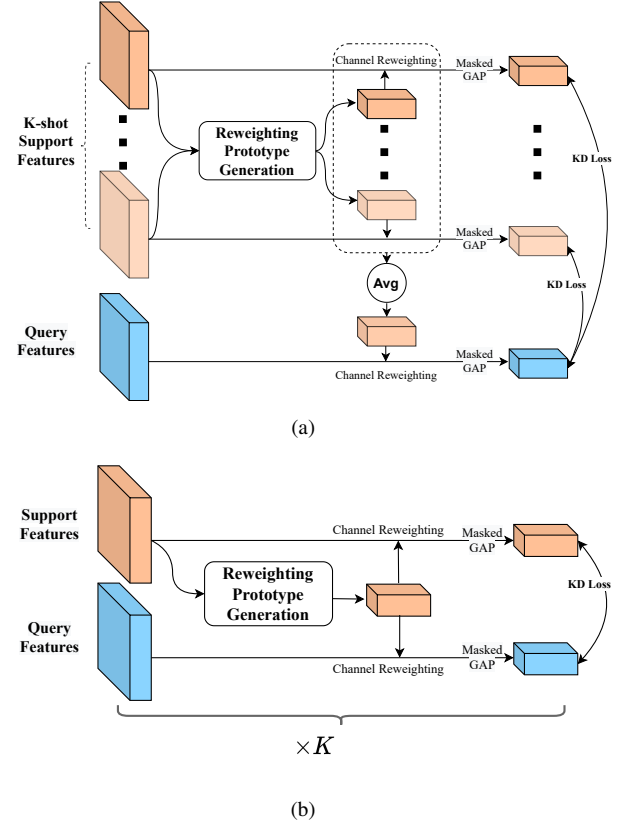 Channel Reweighting
Masked
GAP
K-shot
Support
Features
Reweighting
Prototype
Generation
KD Loss
Masked
GAP
Avg
KD Loss
Query
Features
Masked
GAP
Channel Reweighting
(a)
Support
Features
Channel Reweighting
Masked
GAP
Reweighting
Prototype
Generation
KD Loss
Query
Features
Masked
GAP
Channel Reweighting
×K
(b)